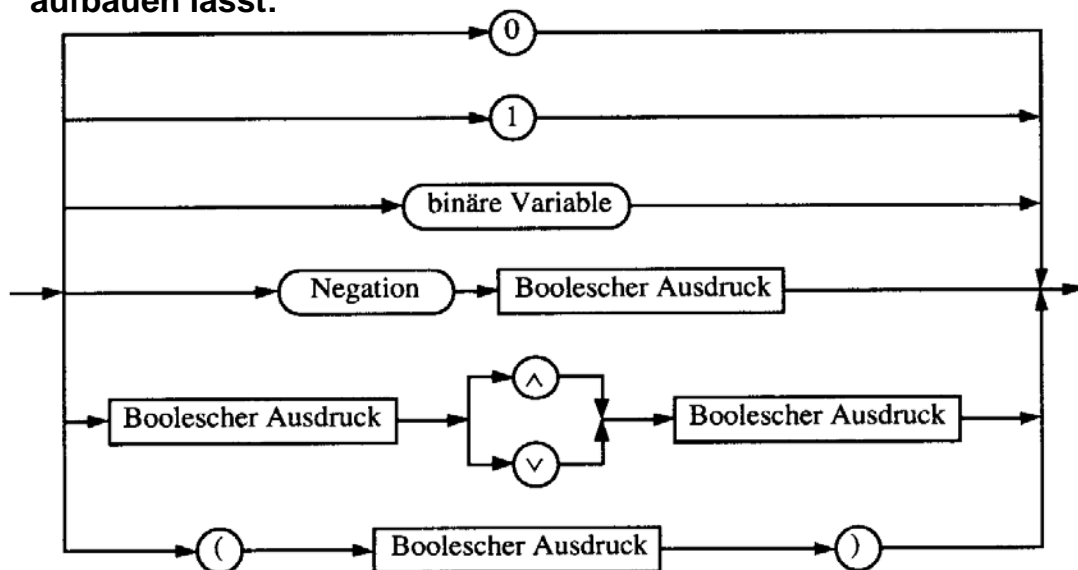 aufbauen lässt:
0
1
binäre Variable
Negation Boolescher Ausdruck
∧
Boolescher Ausdruck Boolescher Ausdruck
∨
( Boolescher Ausdruck )